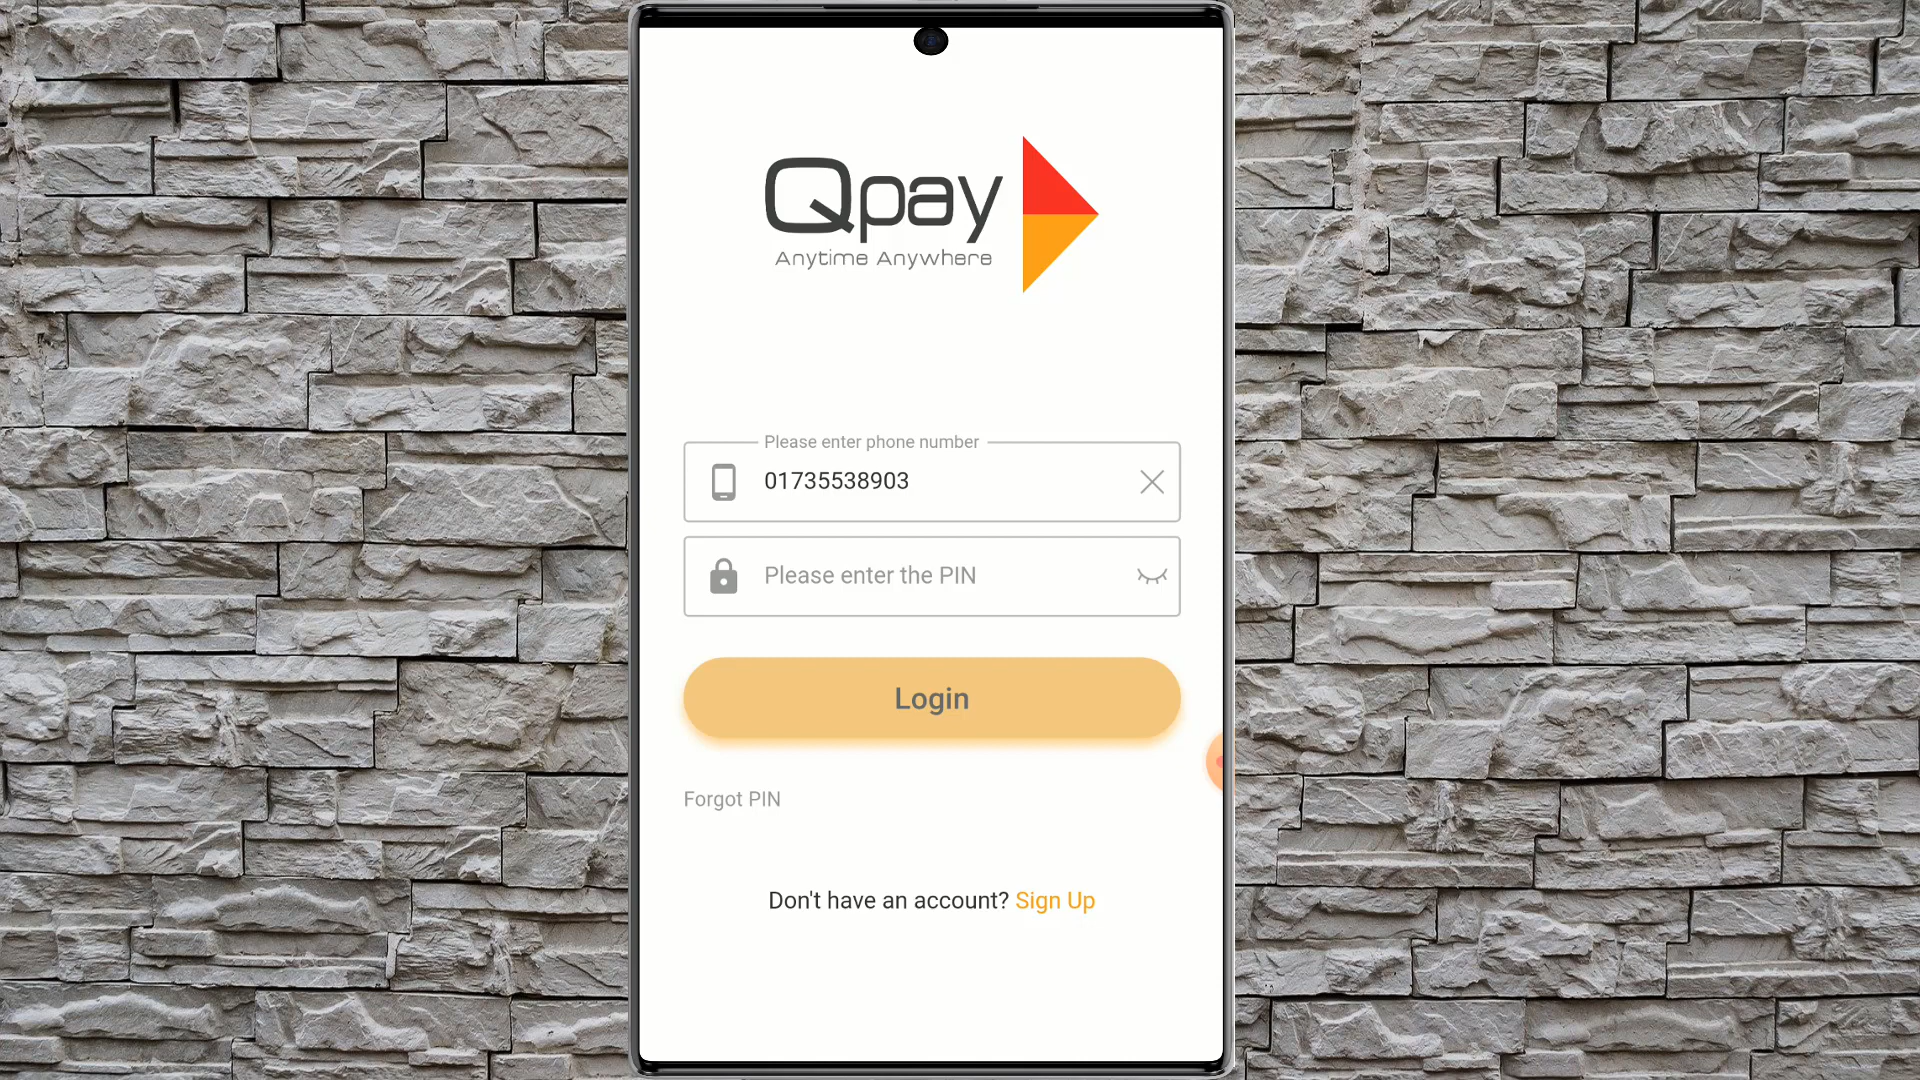 Qpay
Anytime Anywhere
Please enter phone number
01735538903
Please enter the PIN
Login
Forgot PIN
Don't have an account? Sign Up